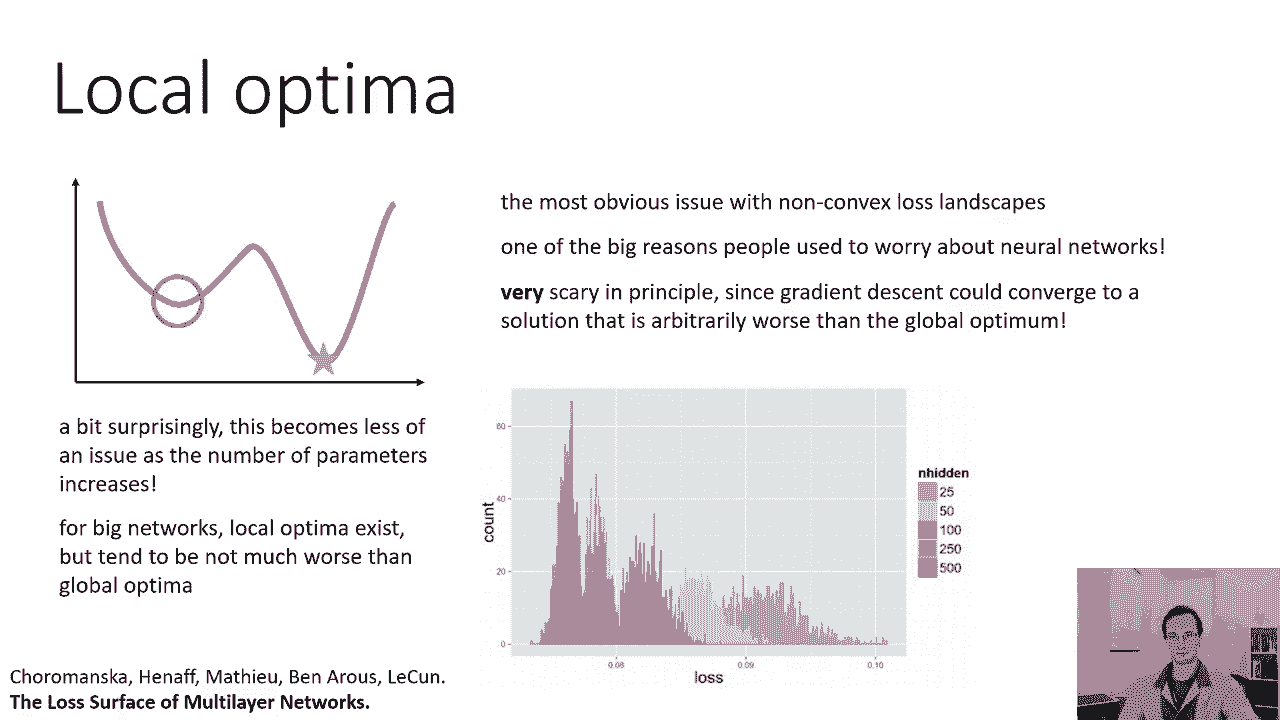 Local optima
the most obvious issue with non-convex loss landscapes
one of the big reasons people used to worry about neural networks!
very scary in principle, since gradient descent could converge to a
solution that is arbitrarily worse than the global optimum!
a bit surprisingly, this becomes less of
an issue as the number of parameters
increases!
for big networks, local optima exist,
but tend to be not much worse than
global optima
60
40
20
0
count
0.08
0.09
0.10
loss
nhidden
25
50
100
250
500
Choromanska, Henaff, Mathieu, Ben Arous, LeCun.
The Loss Surface of Multilayer Networks.